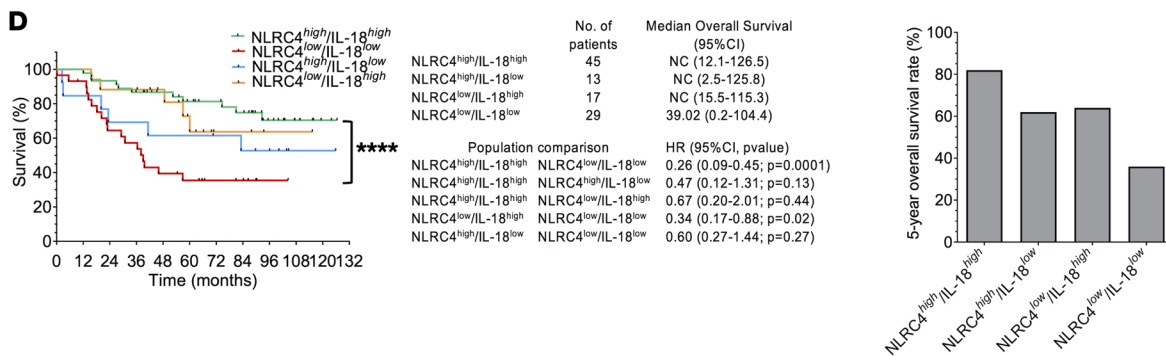 D
NLRC4high/IL-18high
NLRC4low/IL-18low
NLRC4high/IL-18low
NLRC4low/IL-18high
Survival (%)
100
80
60
40
20
0
0 12 24 36 48 60 72 84 96 108 120 132
Time (months)
****
No. of patients Median Overall Survival (95%CI)
NLRC4high/IL-18high 45 NC (12.1-126.5)
NLRC4high/IL-18low 13 NC (2.5-125.8)
NLRC4low/IL-18high 17 NC (15.5-115.3)
NLRC4low/IL-18low 29 39.02 (0.2-104.4)
Population comparison HR (95%CI, pvalue)
NLRC4high/IL-18high NLRC4low/IL-18low 0.26 (0.09-0.45; p=0.0001)
NLRC4high/IL-18high NLRC4high/IL-18low 0.47 (0.12-1.31; p=0.13)
NLRC4high/IL-18high NLRC4low/IL-18high 0.67 (0.20-2.01; p=0.44)
NLRC4low/IL-18high NLRC4low/IL-18low 0.34 (0.17-0.88; p=0.02)
NLRC4high/IL-18low NLRC4low/IL-18low 0.60 (0.27-1.44; p=0.27)
5-year overall survival rate (%)
100
80
60
40
20
0
NLRC4high/IL-18high
NLRC4high/IL-18low
NLRC4low/IL-18high
NLRC4low/IL-18low